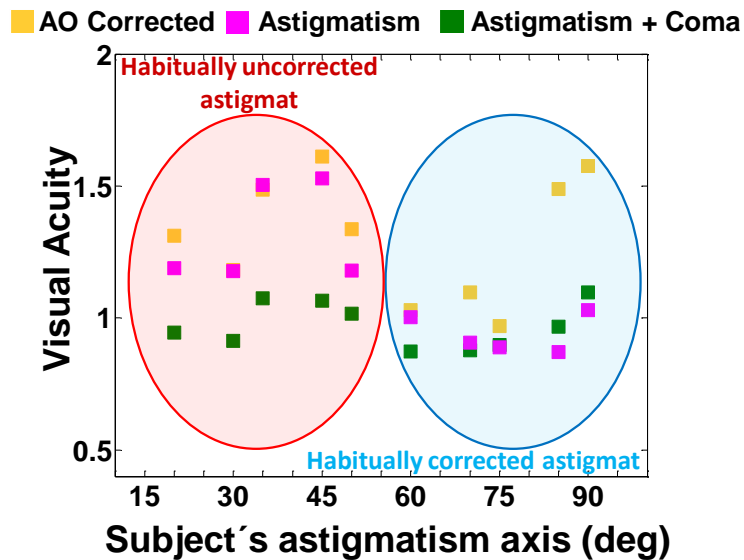 AO Corrected Astigmatism Astigmatism + Coma
2
Habitually uncorrected
astigmat
1.5
1
0.5
Visual Acuity
Habitually corrected astigmat
15 30 45 60 75 90
Subject´s astigmatism axis (deg)